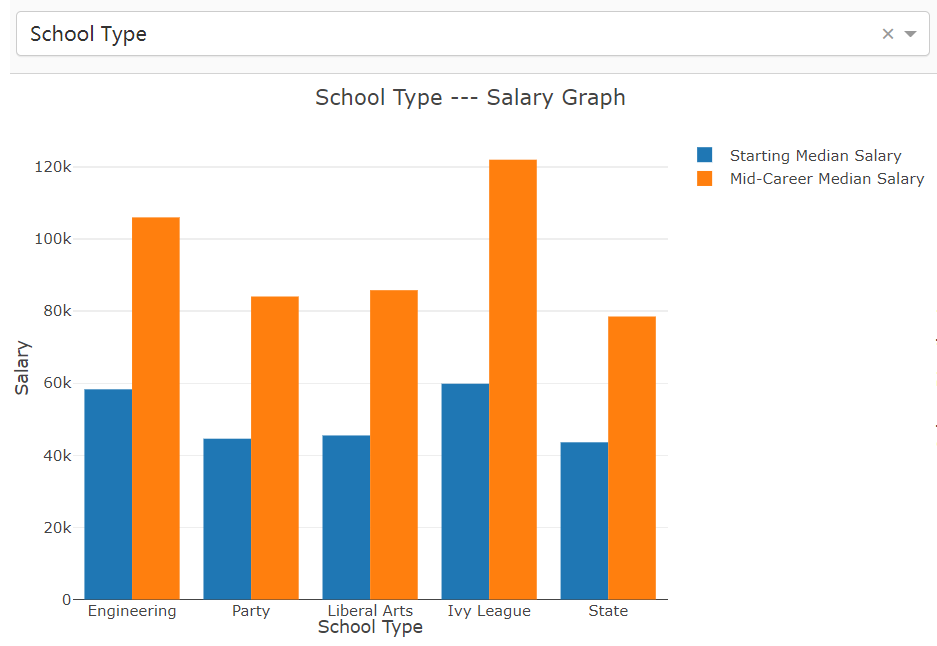 School Type
School Type --- Salary Graph
Starting Median Salary
Mid-Career Median Salary
120k
100k
80k
60k
40k
20k
0
Salary
Engineering Party Liberal Arts Ivy League State
School Type